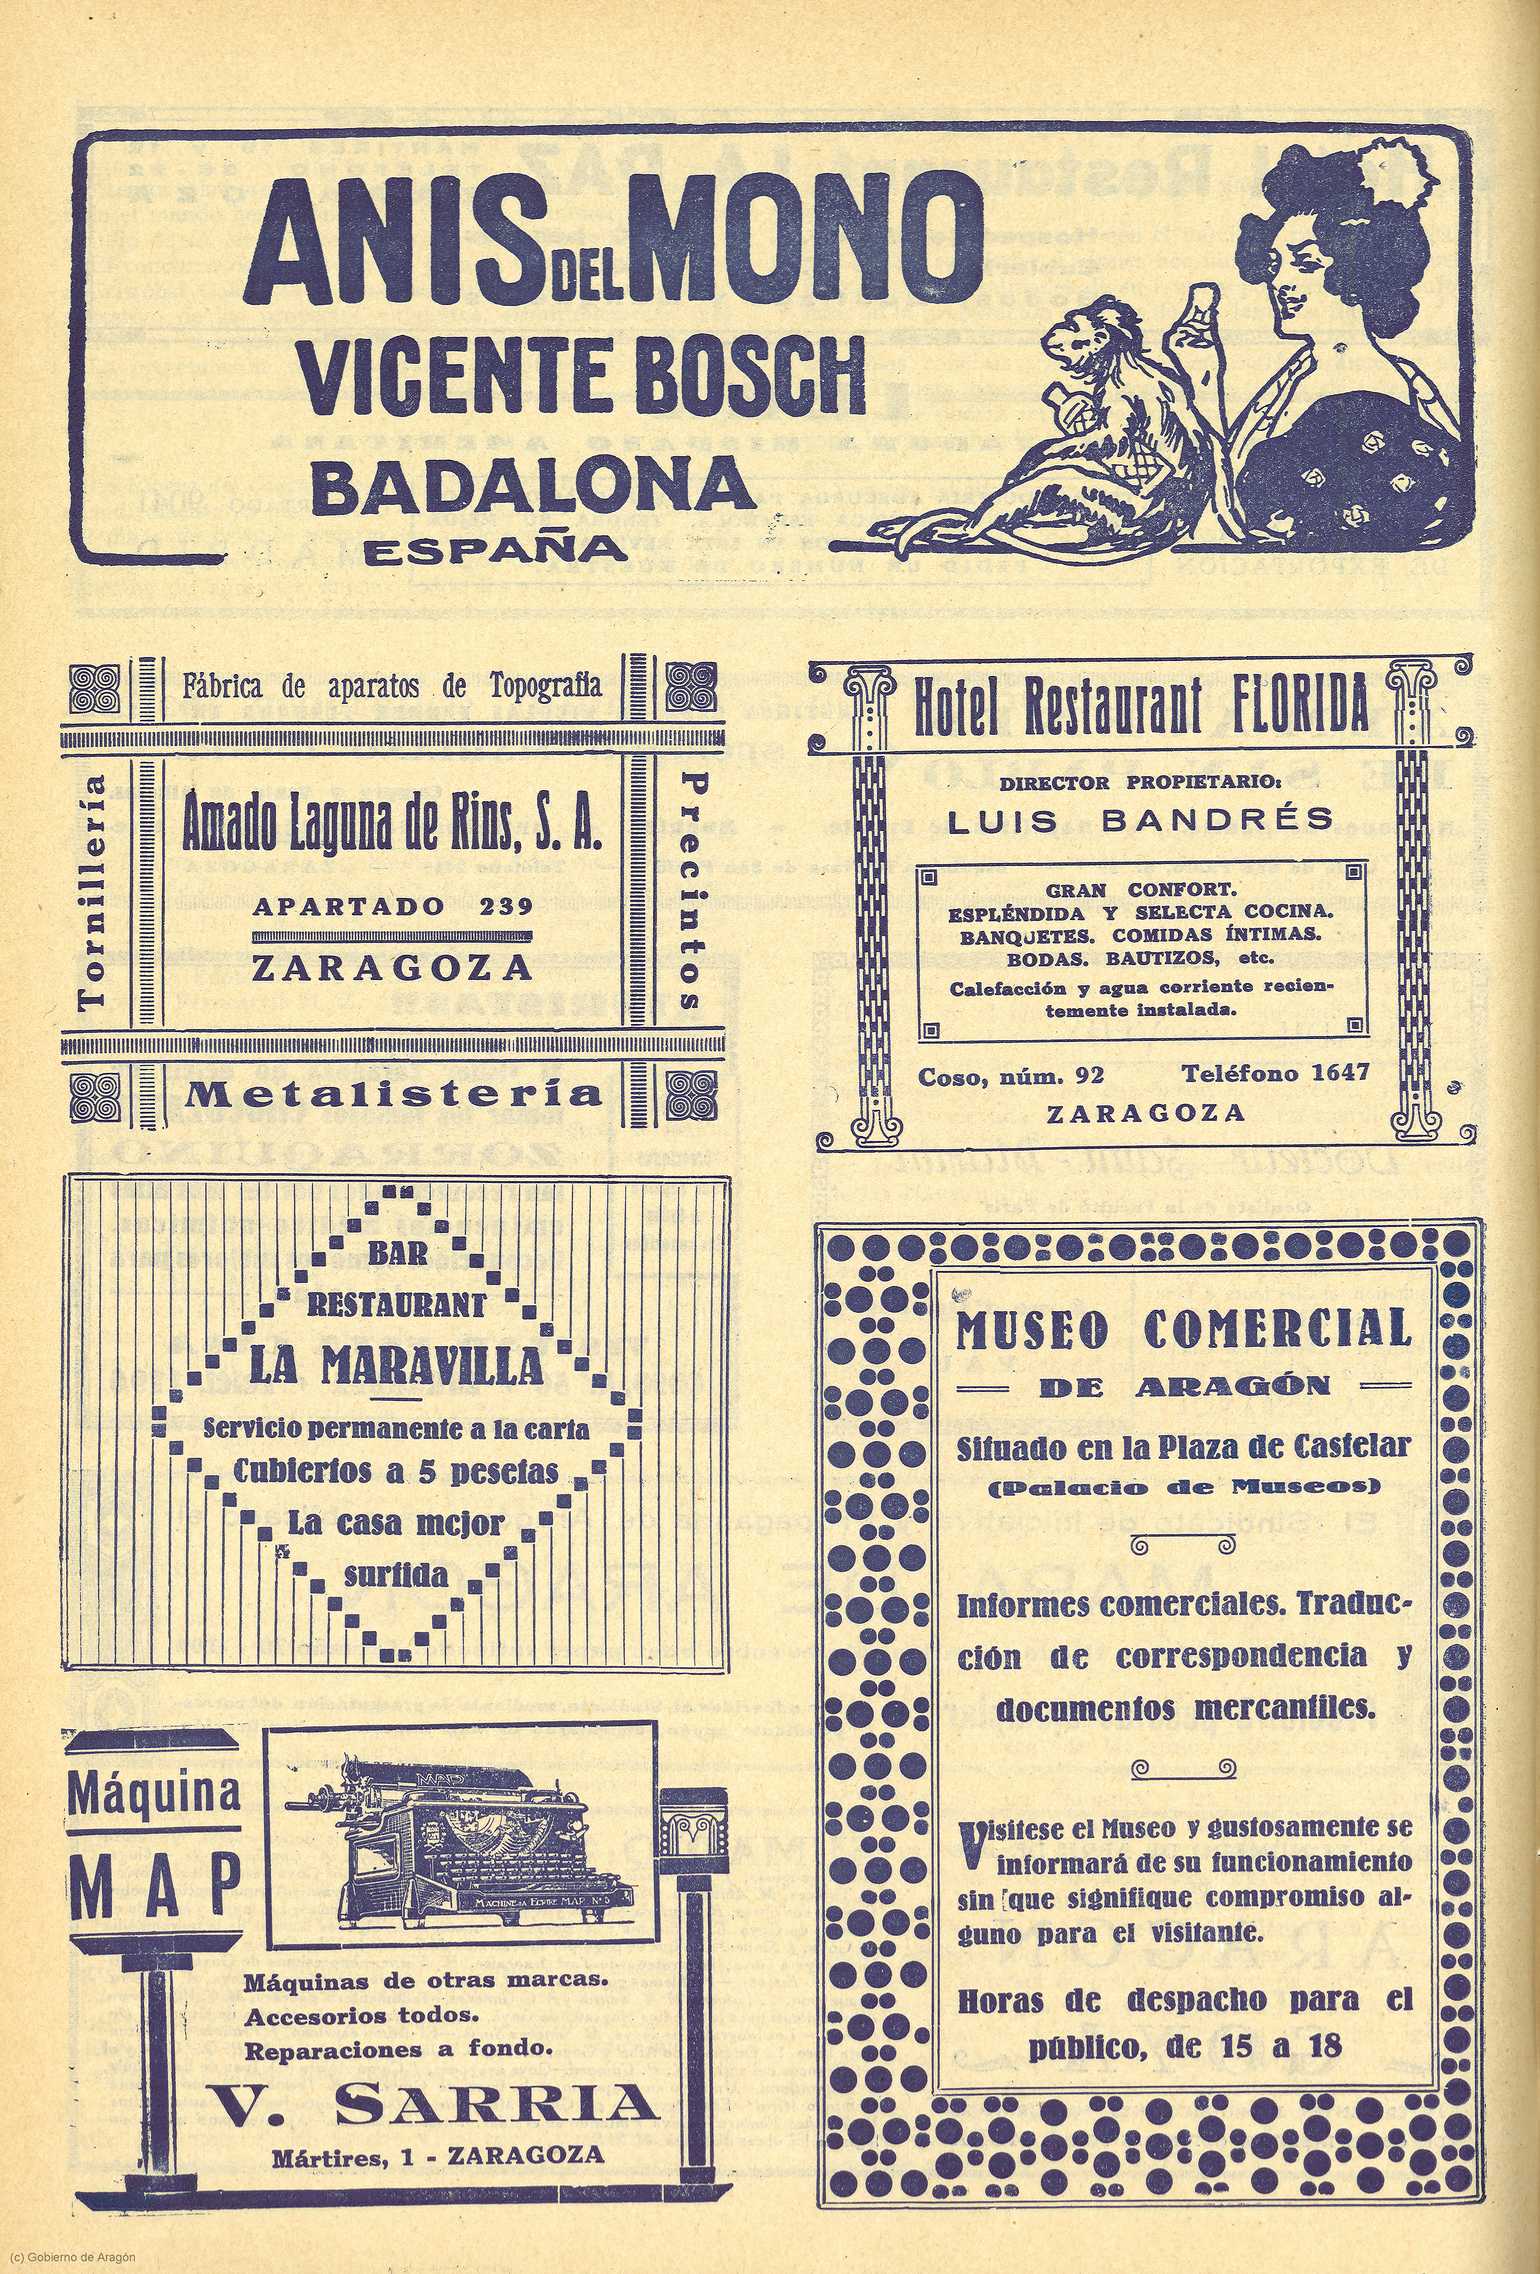 ANIS DEL MONO
VICENTE BOSCH
BADALONA
ESPAÑA
Fábrica de aparatos de Topografía
Tornillería
Amado Laguna de Rins, S. A.
APARTADO 239
ZARAGOZA
Precintos
Metalistería
Hotel Restaurant FLORIDA
DIRECTOR PROPIETARIO:
LUIS BANDRÉS
GRAN CONFORT.
ESPLÉNDIDA Y SELECTA COCINA.
BANQUETES. COMIDAS ÍNTIMAS.
BODAS. BAUTIZOS, etc.
Calefacción y agua corriente recien-
temente instalada.
Coso, núm. 92 Teléfono 1647
ZARAGOZA
BAR
RESTAURANT
LA MARAVILLA
Servicio permanente a la carta
Cubiertos a 5 pesetas
La casa mejor
surtida
MUSEO COMERCIAL
DE ARAGÓN
Situado en la Plaza de Castelar
(Palacio de Museos)
Informes comerciales. Traduc-
ción de correspondencia y
documentos mercantiles.
Visítese el Museo y gustosamente se
informará de su funcionamiento
sin que signifique compromiso al-
guno para el visitante.
Horas de despacho para el
público, de 15 a 18
Máquina
MAP
MAP
MACHINE A ECRIRE MAP Nº 5
Máquinas de otras marcas.
Accesorios todos.
Reparaciones a fondo.
V. SARRIA
Mártires, 1 - ZARAGOZA
(c) Gobierno de Aragón